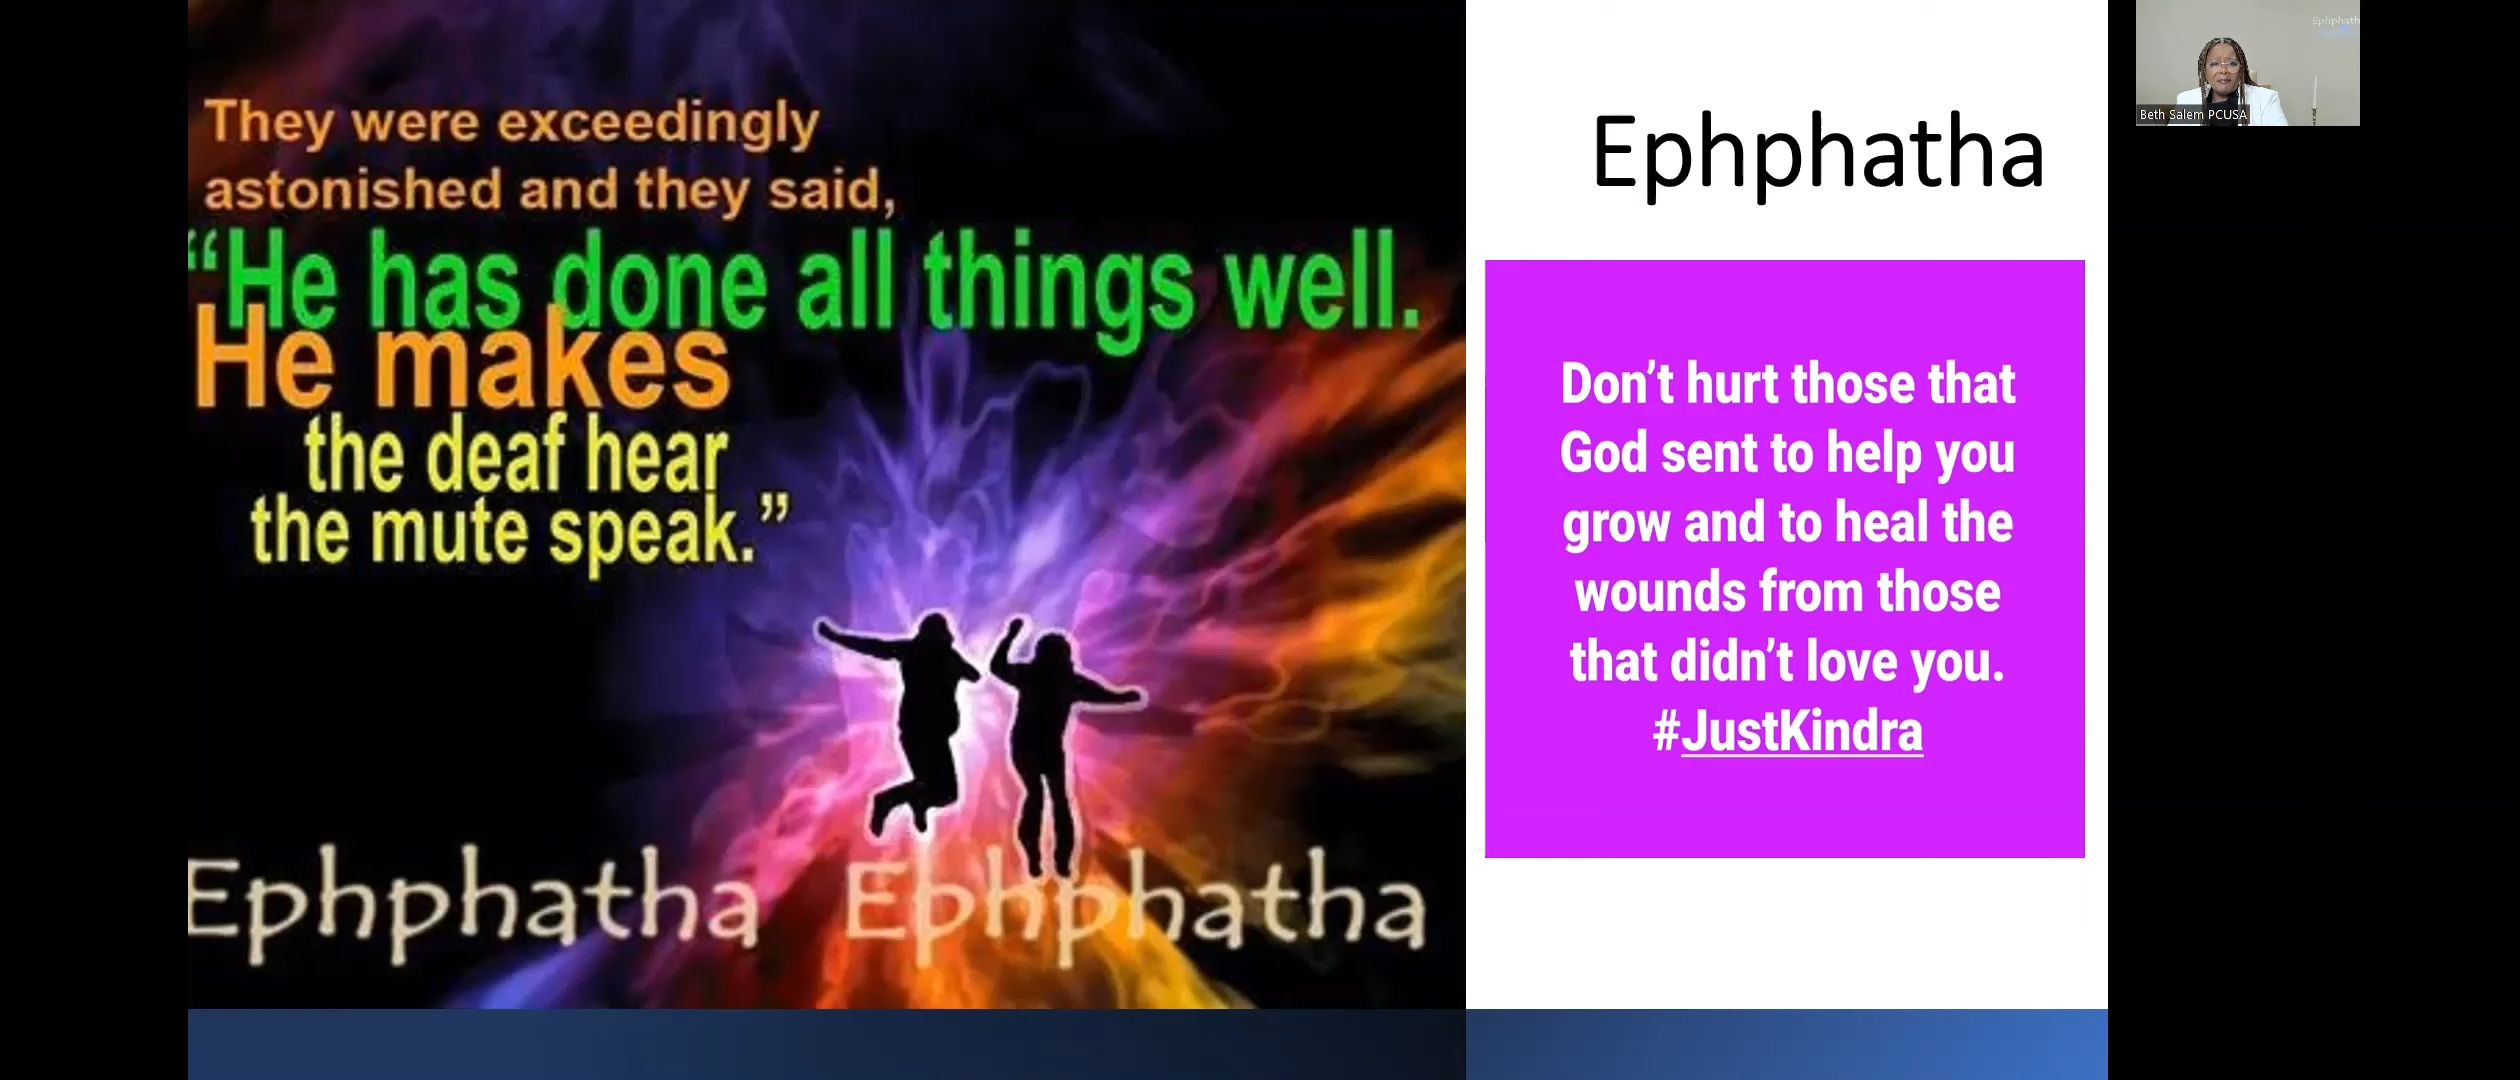 They were exceedingly
astonished and they said,
“He has done all things well.
He makes
the deaf hear
the mute speak.”
Ephphatha Ephphatha
Ephphatha
Don’t hurt those that
God sent to help you
grow and to heal the
wounds from those
that didn’t love you.
#JustKindra
Ephphath
Beth Salem PCUSA